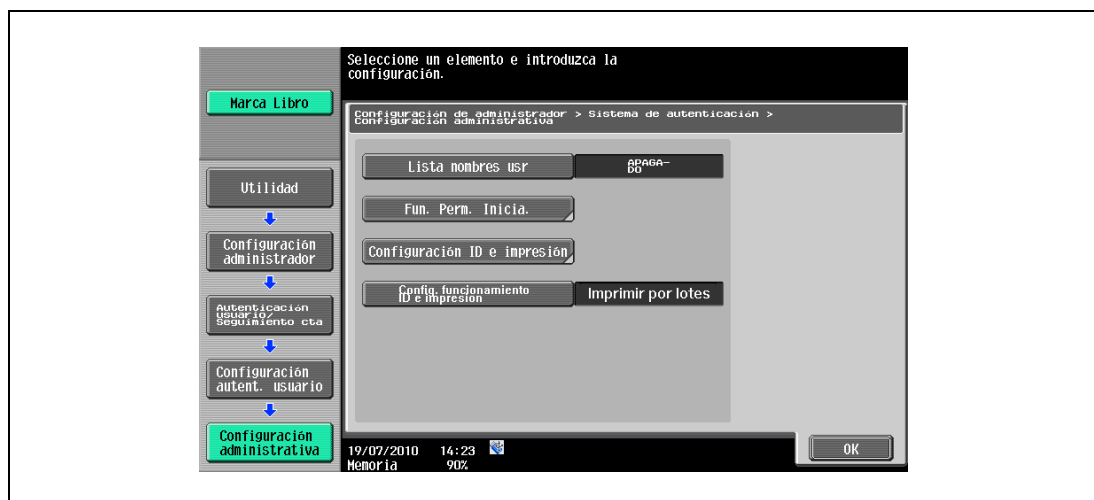 Seleccione un elemento e introduzca la
configuración.
Marca Libro
Configuración de administrador > Sistema de autenticación >
Configuración administrativa
Lista nombres usr
APAGA-
DO
Utilidad
Fun. Perm. Inicia.
Configuración
administrador
Configuración ID e impresión
Config. funcionamiento
ID e impresión
Imprimir por lotes
Autenticación
usuario/
Seguimiento cta
Configuración
autent. usuario
Configuración
administrativa
19/07/2010 14:23
Memoria 90%
OK